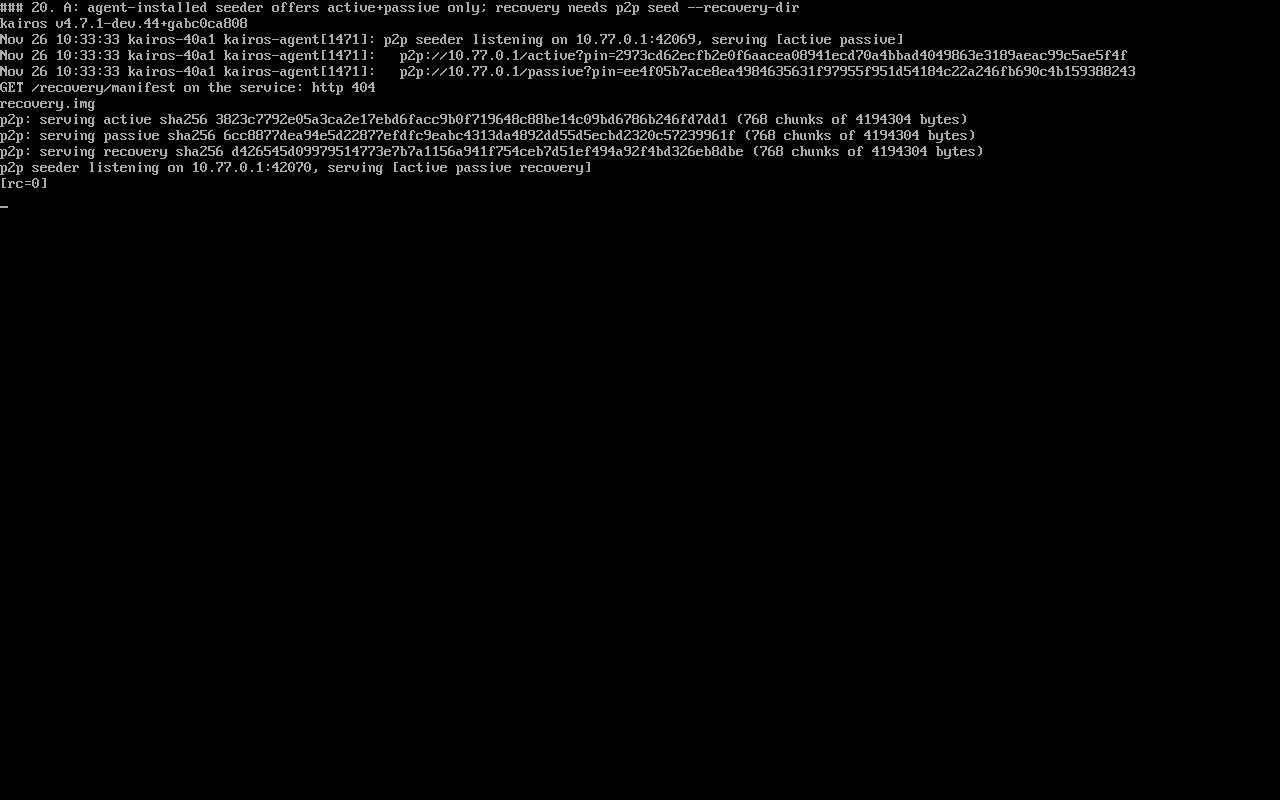 ### 20. A: agent-installed seeder offers active+passive only; recovery needs p2p seed --recovery-dir
kairos v4.7.1-dev.44+gabc0ca808
Nov 26 10:33:33 kairos-40a1 kairos-agent[1471]: p2p seeder listening on 10.77.0.1:42069, serving [active passive]
Nov 26 10:33:33 kairos-40a1 kairos-agent[1471]:   p2p://10.77.0.1/active?pin=2973cd62ecfb2e0f6aacea08941ecd70a4bbad4049863e3189aeac99c5ae5f4f
Nov 26 10:33:33 kairos-40a1 kairos-agent[1471]:   p2p://10.77.0.1/passive?pin=ee4f05b7ace8ea4984635631f97955f951d54184c22a246fb690c4b159388243
GET /recovery/manifest on the service: http 404
recovery.img
p2p: serving active sha256 3823c7792e05a3ca2e17ebd6facc9b0f719648c88be14c09bd6786b246fd7dd1 (768 chunks of 4194304 bytes)
p2p: serving passive sha256 6cc8877dea94e5d22877efdfc9eabc4313da4892dd55d5ecbd2320c57239961f (768 chunks of 4194304 bytes)
p2p: serving recovery sha256 d426545d09979514773e7b7a1156a941f754ceb7d51ef494a92f4bd326eb8dbe (768 chunks of 4194304 bytes)
p2p seeder listening on 10.77.0.1:42070, serving [active passive recovery]
[rc=0]